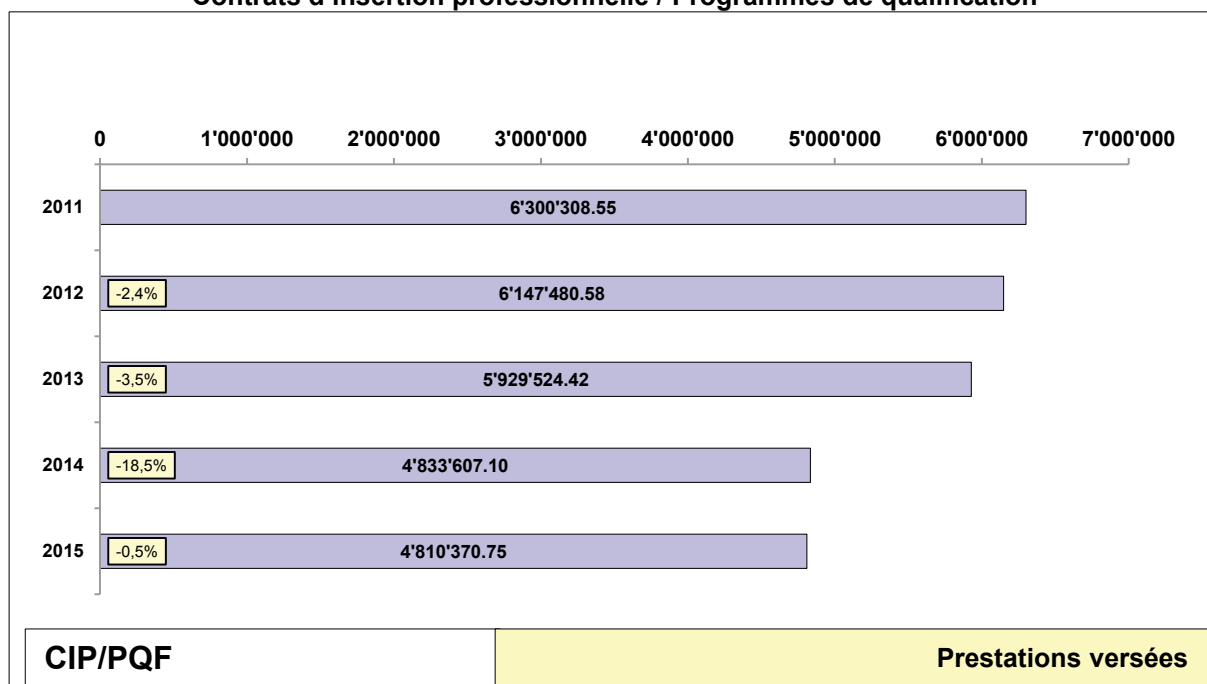 Contrats d'insertion professionnelle / Programmes de qualification
0 1'000'000 2'000'000 3'000'000 4'000'000 5'000'000 6'000'000 7'000'000
2011 6'300'308.55
2012 -2,4% 6'147'480.58
2013 -3,5% 5'929'524.42
2014 -18,5% 4'833'607.10
2015 -0,5% 4'810'370.75
CIP/PQF Prestations versées